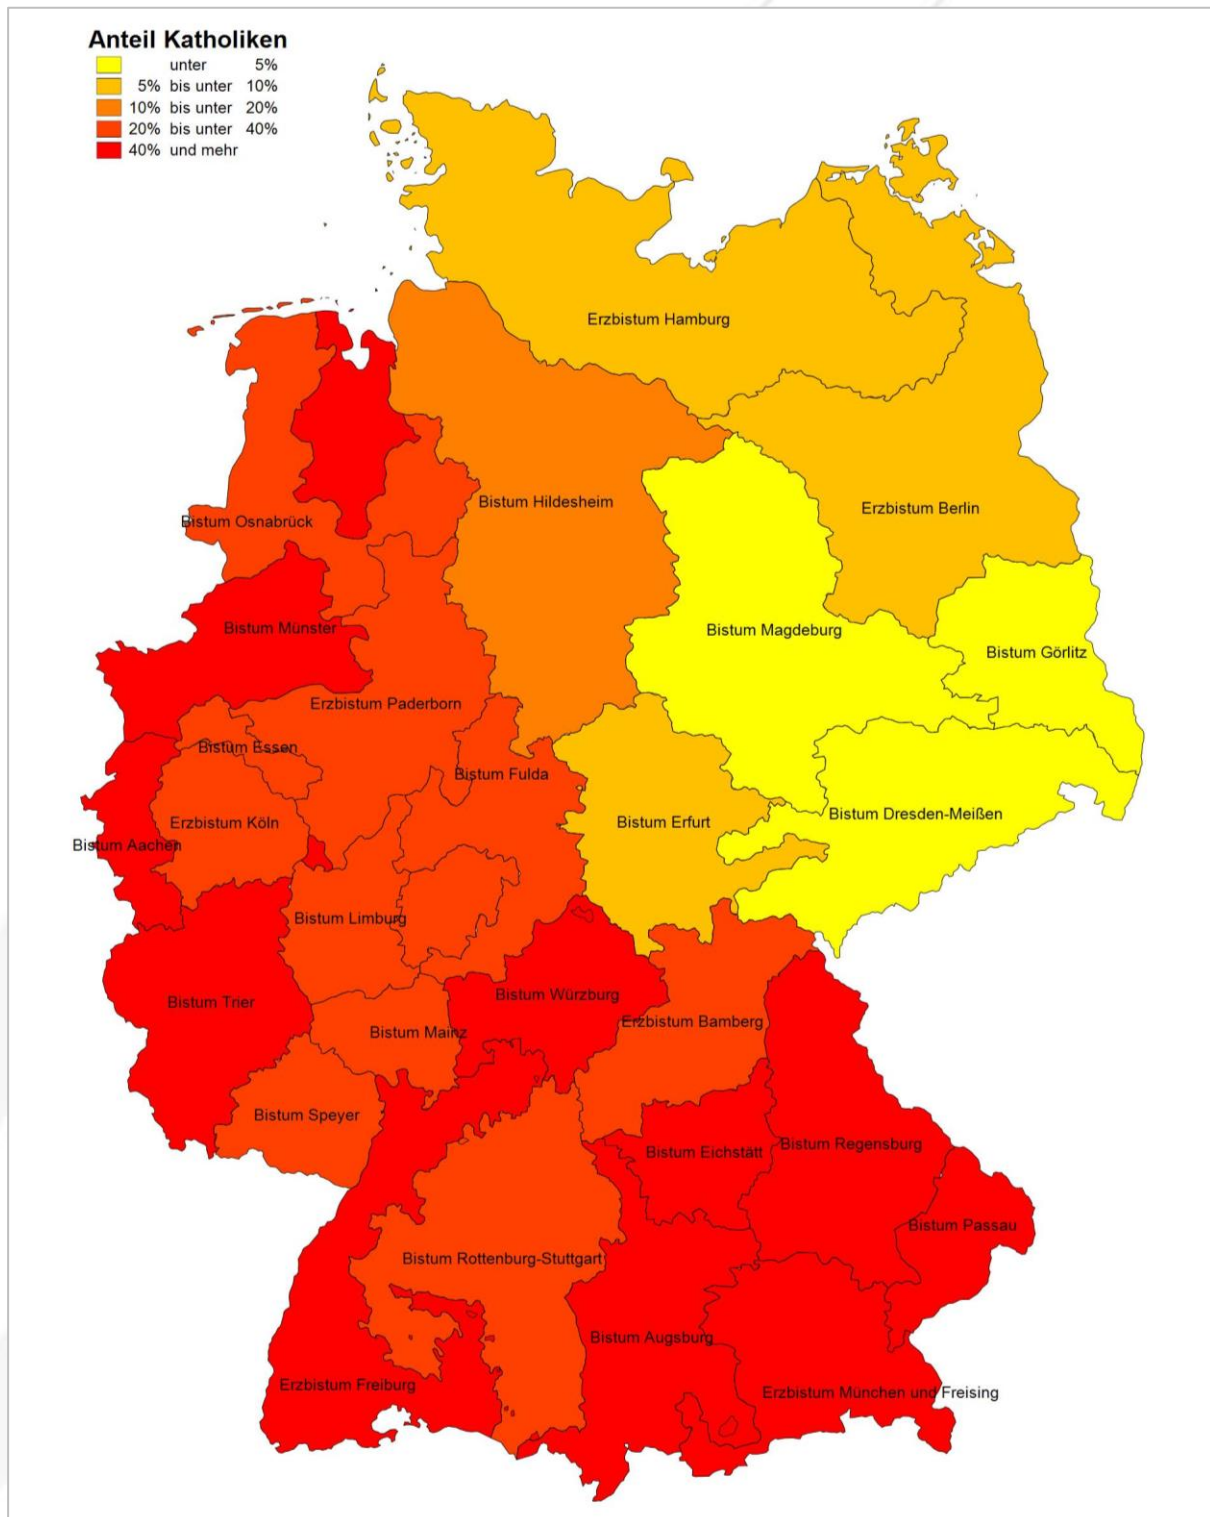 Anteil Katholiken
unter 5%
5% bis unter 10%
10% bis unter 20%
20% bis unter 40%
40% und mehr
Erzbistum Hamburg
Bistum Hildesheim
Erzbistum Berlin
Bistum Osnabrück
Bistum Münster
Bistum Magdeburg
Bistum Görlitz
Erzbistum Paderborn
Bistum Essen
Bistum Fulda
Erzbistum Köln
Bistum Erfurt
Bistum Dresden-Meißen
Bistum Aachen
Bistum Limburg
Bistum Trier
Bistum Würzburg
Erzbistum Bamberg
Bistum Mainz
Bistum Speyer
Bistum Eichstätt
Bistum Regensburg
Bistum Passau
Bistum Rottenburg-Stuttgart
Bistum Augsburg
Erzbistum Freiburg
Erzbistum München und Freising